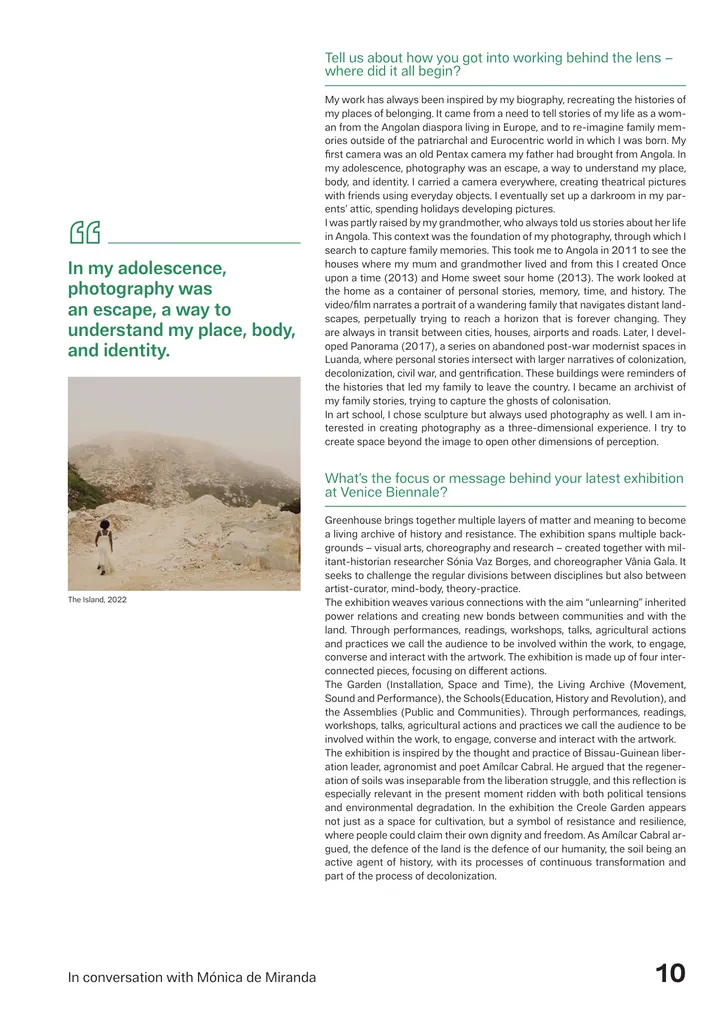 Tell us about how you got into working behind the lens –
where did it all begin?
My work has always been inspired by my biography, recreating the histories of
my places of belonging. It came from a need to tell stories of my life as a wom-
an from the Angolan diaspora living in Europe, and to re-imagine family mem-
ories outside of the patriarchal and Eurocentric world in which I was born. My
first camera was an old Pentax camera my father had brought from Angola. In
my adolescence, photography was an escape, a way to understand my place,
body, and identity. I carried a camera everywhere, creating theatrical pictures
with friends using everyday objects. I eventually set up a darkroom in my par-
ents’ attic, spending holidays developing pictures.
I was partly raised by my grandmother, who always told us stories about her life
in Angola. This context was the foundation of my photography, through which I
search to capture family memories. This took me to Angola in 2011 to see the
houses where my mum and grandmother lived and from this I created Once
upon a time (2013) and Home sweet sour home (2013). The work looked at
the home as a container of personal stories, memory, time, and history. The
video/film narrates a portrait of a wandering family that navigates distant land-
scapes, perpetually trying to reach a horizon that is forever changing. They
are always in transit between cities, houses, airports and roads. Later, I devel-
oped Panorama (2017), a series on abandoned post-war modernist spaces in
Luanda, where personal stories intersect with larger narratives of colonization,
decolonization, civil war, and gentrification. These buildings were reminders of
the histories that led my family to leave the country. I became an archivist of
my family stories, trying to capture the ghosts of colonisation.
In art school, I chose sculpture but always used photography as well. I am in-
terested in creating photography as a three-dimensional experience. I try to
create space beyond the image to open other dimensions of perception.
“
In my adolescence,
photography was
an escape, a way to
understand my place, body,
and identity.
The Island, 2022
What’s the focus or message behind your latest exhibition
at Venice Biennale?
Greenhouse brings together multiple layers of matter and meaning to become
a living archive of history and resistance. The exhibition spans multiple back-
grounds – visual arts, choreography and research – created together with mil-
itant-historian researcher Sónia Vaz Borges, and choreographer Vânia Gala. It
seeks to challenge the regular divisions between disciplines but also between
artist-curator, mind-body, theory-practice.
The exhibition weaves various connections with the aim “unlearning” inherited
power relations and creating new bonds between communities and with the
land. Through performances, readings, workshops, talks, agricultural actions
and practices we call the audience to be involved within the work, to engage,
converse and interact with the artwork. The exhibition is made up of four inter-
connected pieces, focusing on different actions.
The Garden (Installation, Space and Time), the Living Archive (Movement,
Sound and Performance), the Schools(Education, History and Revolution), and
the Assemblies (Public and Communities). Through performances, readings,
workshops, talks, agricultural actions and practices we call the audience to be
involved within the work, to engage, converse and interact with the artwork.
The exhibition is inspired by the thought and practice of Bissau-Guinean liber-
ation leader, agronomist and poet Amílcar Cabral. He argued that the regener-
ation of soils was inseparable from the liberation struggle, and this reflection is
especially relevant in the present moment ridden with both political tensions
and environmental degradation. In the exhibition the Creole Garden appears
not just as a space for cultivation, but a symbol of resistance and resilience,
where people could claim their own dignity and freedom. As Amílcar Cabral ar-
gued, the defence of the land is the defence of our humanity, the soil being an
active agent of history, with its processes of continuous transformation and
part of the process of decolonization.
In conversation with Mónica de Miranda
10